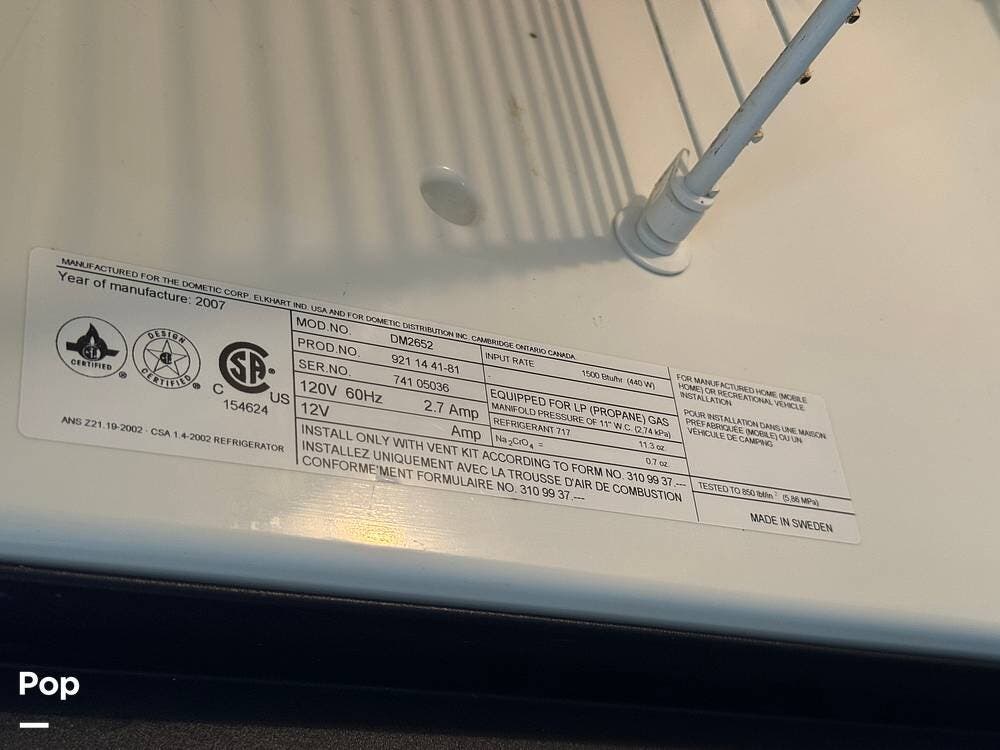 MANUFACTURED FOR THE DOMETIC CORP. ELKHART IND. USA AND FOR DOMETIC DISTRIBUTION INC. CAMBRIDGE ONTARIO CANADA.
Year of manufacture: 2007
CERTIFIED
DESIGN
CERTIFIED
C US
154624
ANS Z21.19-2002 · CSA 1.4-2002 REFRIGERATOR
MOD.NO. DM2652
PROD.NO. 921 14 41-81
SER.NO. 741 05036
120V 60Hz 2.7 Amp
12V Amp
INPUT RATE 1500 Btu/hr. (440 W)
EQUIPPED FOR LP (PROPANE) GAS
MANIFOLD PRESSURE OF 11" W.C. (2,74 kPa)
REFRIGERANT 717 11.3 oz.
Na2CrO4 = 0.7 oz.
INSTALL ONLY WITH VENT KIT ACCORDING TO FORM NO. 310 99 37.---
INSTALLEZ UNIQUEMENT AVEC LA TROUSSE D'AIR DE COMBUSTION
CONFORME'MENT FORMULAIRE NO. 310 99 37.---
FOR MANUFACTURED HOME (MOBILE
HOME) OR RECREATIONAL VEHICLE
INSTALLATION.
POUR INSTALLATION DANS UNE MAISON
PREFABRIQUÉE (MOBILE) OU UN
VÉHICULE DE CAMPING
TESTED TO 850 lbf/in² (5,86 MPa)
MADE IN SWEDEN
Pop